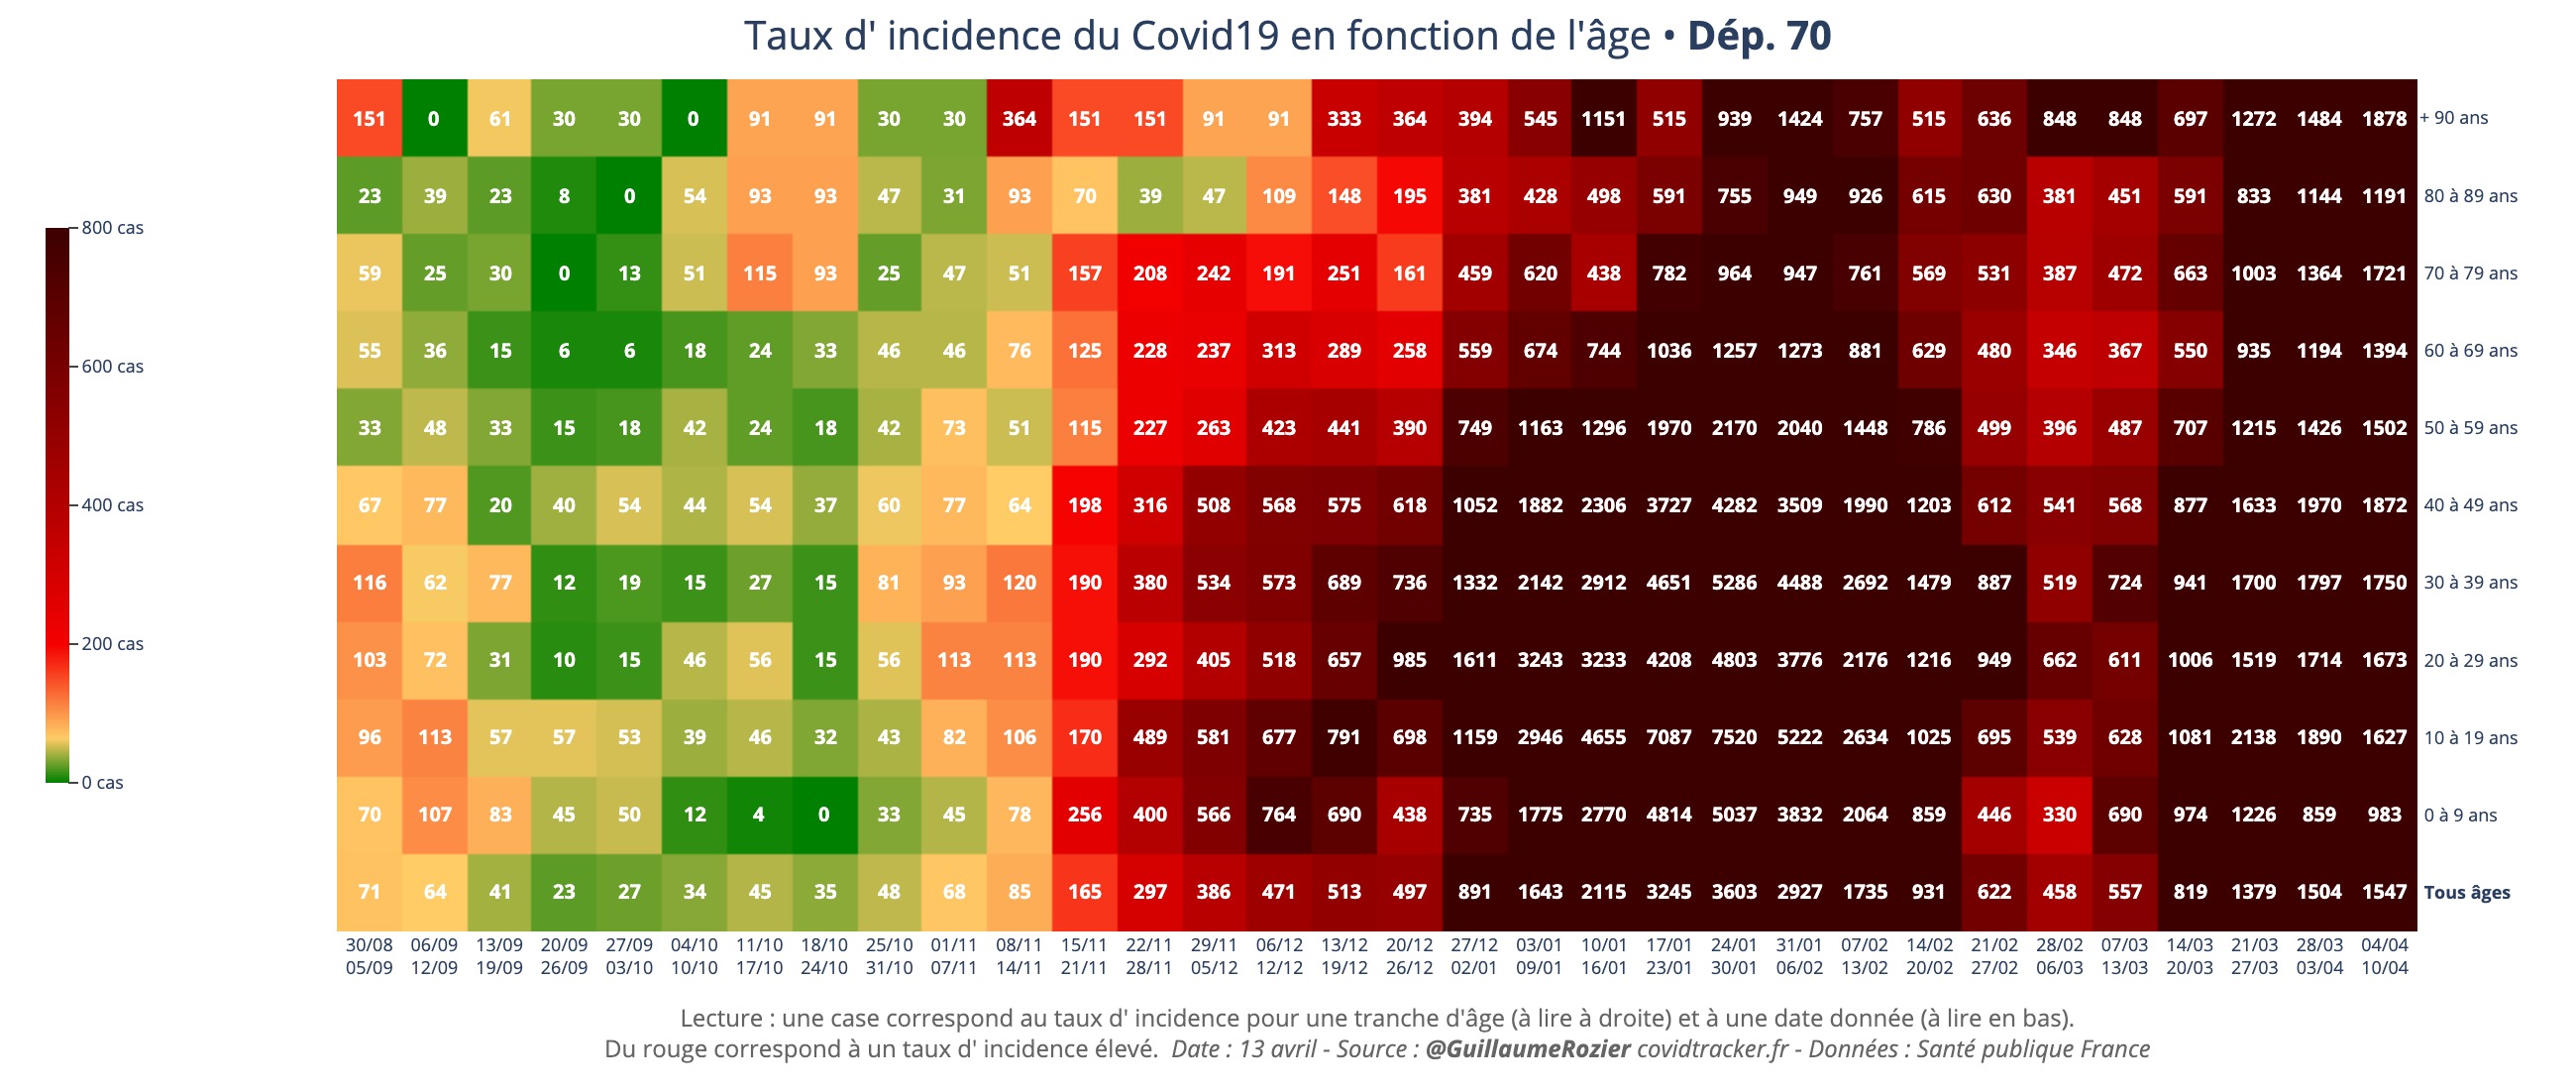 Taux d' incidence du Covid19 en fonction de l'âge • Dép. 70
151 0 61 30 30 0 91 91 30 30 364 151 151 91 91 333 364 394 545 1151 515 939 1424 757 515 636 848 848 697 1272 1484 1878 + 90 ans
23 39 23 8 0 54 93 93 47 31 93 70 39 47 109 148 195 381 428 498 591 755 949 926 615 630 381 451 591 833 1144 1191 80 à 89 ans
59 25 30 0 13 51 115 93 25 47 51 157 208 242 191 251 161 459 620 438 782 964 947 761 569 531 387 472 663 1003 1364 1721 70 à 79 ans
55 36 15 6 6 18 24 33 46 46 76 125 228 237 313 289 258 559 674 744 1036 1257 1273 881 629 480 346 367 550 935 1194 1394 60 à 69 ans
33 48 33 15 18 42 24 18 42 73 51 115 227 263 423 441 390 749 1163 1296 1970 2170 2040 1448 786 499 396 487 707 1215 1426 1502 50 à 59 ans
67 77 20 40 54 44 54 37 60 77 64 198 316 508 568 575 618 1052 1882 2306 3727 4282 3509 1990 1203 612 541 568 877 1633 1970 1872 40 à 49 ans
116 62 77 12 19 15 27 15 81 93 120 190 380 534 573 689 736 1332 2142 2912 4651 5286 4488 2692 1479 887 519 724 941 1700 1797 1750 30 à 39 ans
103 72 31 10 15 46 56 15 56 113 113 190 292 405 518 657 985 1611 3243 3233 4208 4803 3776 2176 1216 949 662 611 1006 1519 1714 1673 20 à 29 ans
96 113 57 57 53 39 46 32 43 82 106 170 489 581 677 791 698 1159 2946 4655 7087 7520 5222 2634 1025 695 539 628 1081 2138 1890 1627 10 à 19 ans
70 107 83 45 50 12 4 0 33 45 78 256 400 566 764 690 438 735 1775 2770 4814 5037 3832 2064 859 446 330 690 974 1226 859 983 0 à 9 ans
71 64 41 23 27 34 45 35 48 68 85 165 297 386 471 513 497 891 1643 2115 3245 3603 2927 1735 931 622 458 557 819 1379 1504 1547 Tous âges
30/08 06/09 13/09 20/09 27/09 04/10 11/10 18/10 25/10 01/11 08/11 15/11 22/11 29/11 06/12 13/12 20/12 27/12 03/01 10/01 17/01 24/01 31/01 07/02 14/02 21/02 28/02 07/03 14/03 21/03 28/03 04/04
05/09 12/09 19/09 26/09 03/10 10/10 17/10 24/10 31/10 07/11 14/11 21/11 28/11 05/12 12/12 19/12 26/12 02/01 09/01 16/01 23/01 30/01 06/02 13/02 20/02 27/02 06/03 13/03 20/03 27/03 03/04 10/04
800 cas
600 cas
400 cas
200 cas
0 cas
Lecture : une case correspond au taux d' incidence pour une tranche d'âge (à lire à droite) et à une date donnée (à lire en bas).
Du rouge correspond à un taux d' incidence élevé. Date : 13 avril - Source : @GuillaumeRozier covidtracker.fr - Données : Santé publique France